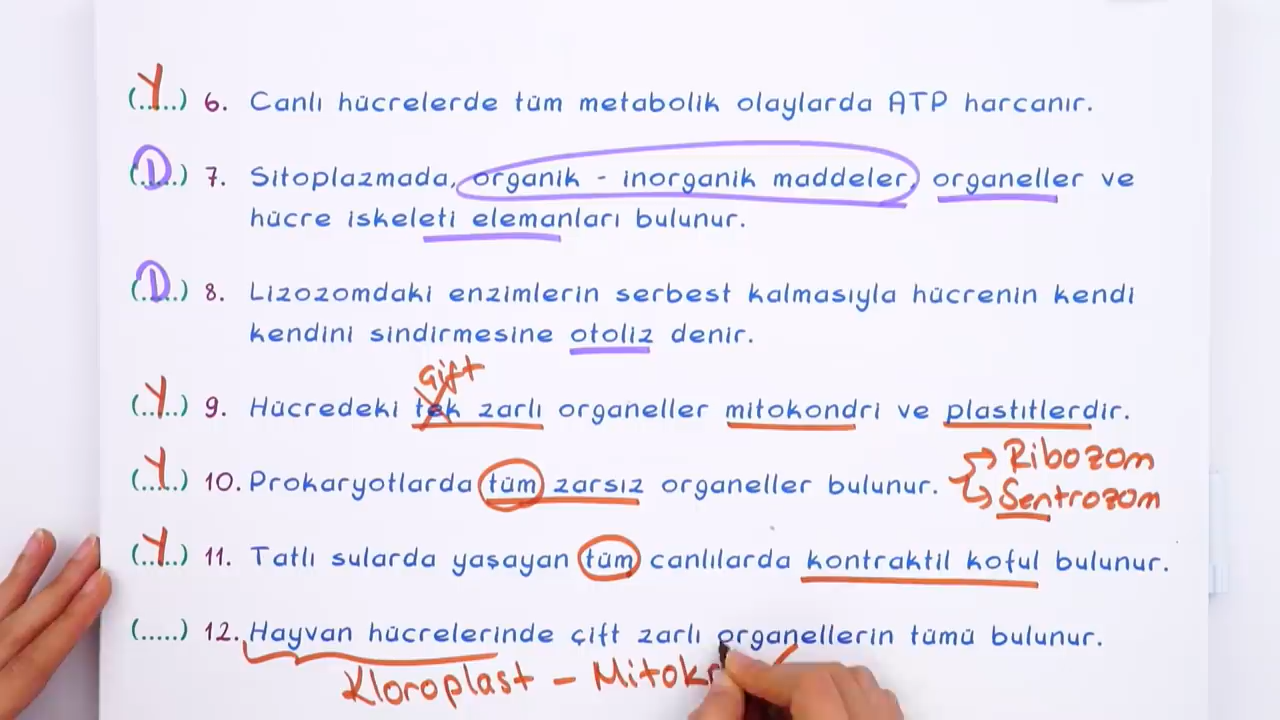 (.Y.) 6. Canlı hücrelerde tüm metabolik olaylarda ATP harcanır.
(.D.) 7. Sitoplazmada, organik - inorganik maddeler, organeller ve
hücre iskeleti elemanları bulunur.
(.D.) 8. Lizozomdaki enzimlerin serbest kalmasıyla hücrenin kendi
kendini sindirmesine otoliz denir.
Çift
(.Y.) 9. Hücredeki tek zarlı organeller mitokondri ve plastitlerdir.
Ribozom
(.Y.) 10. Prokaryotlarda tüm zarsız organeller bulunur.
Sentrozom
(.Y.) 11. Tatlı sularda yaşayan tüm canlılarda kontraktil koful bulunur.
(.....) 12. Hayvan hücrelerinde çift zarlı organellerin tümü bulunur.
Kloroplast - Mitok